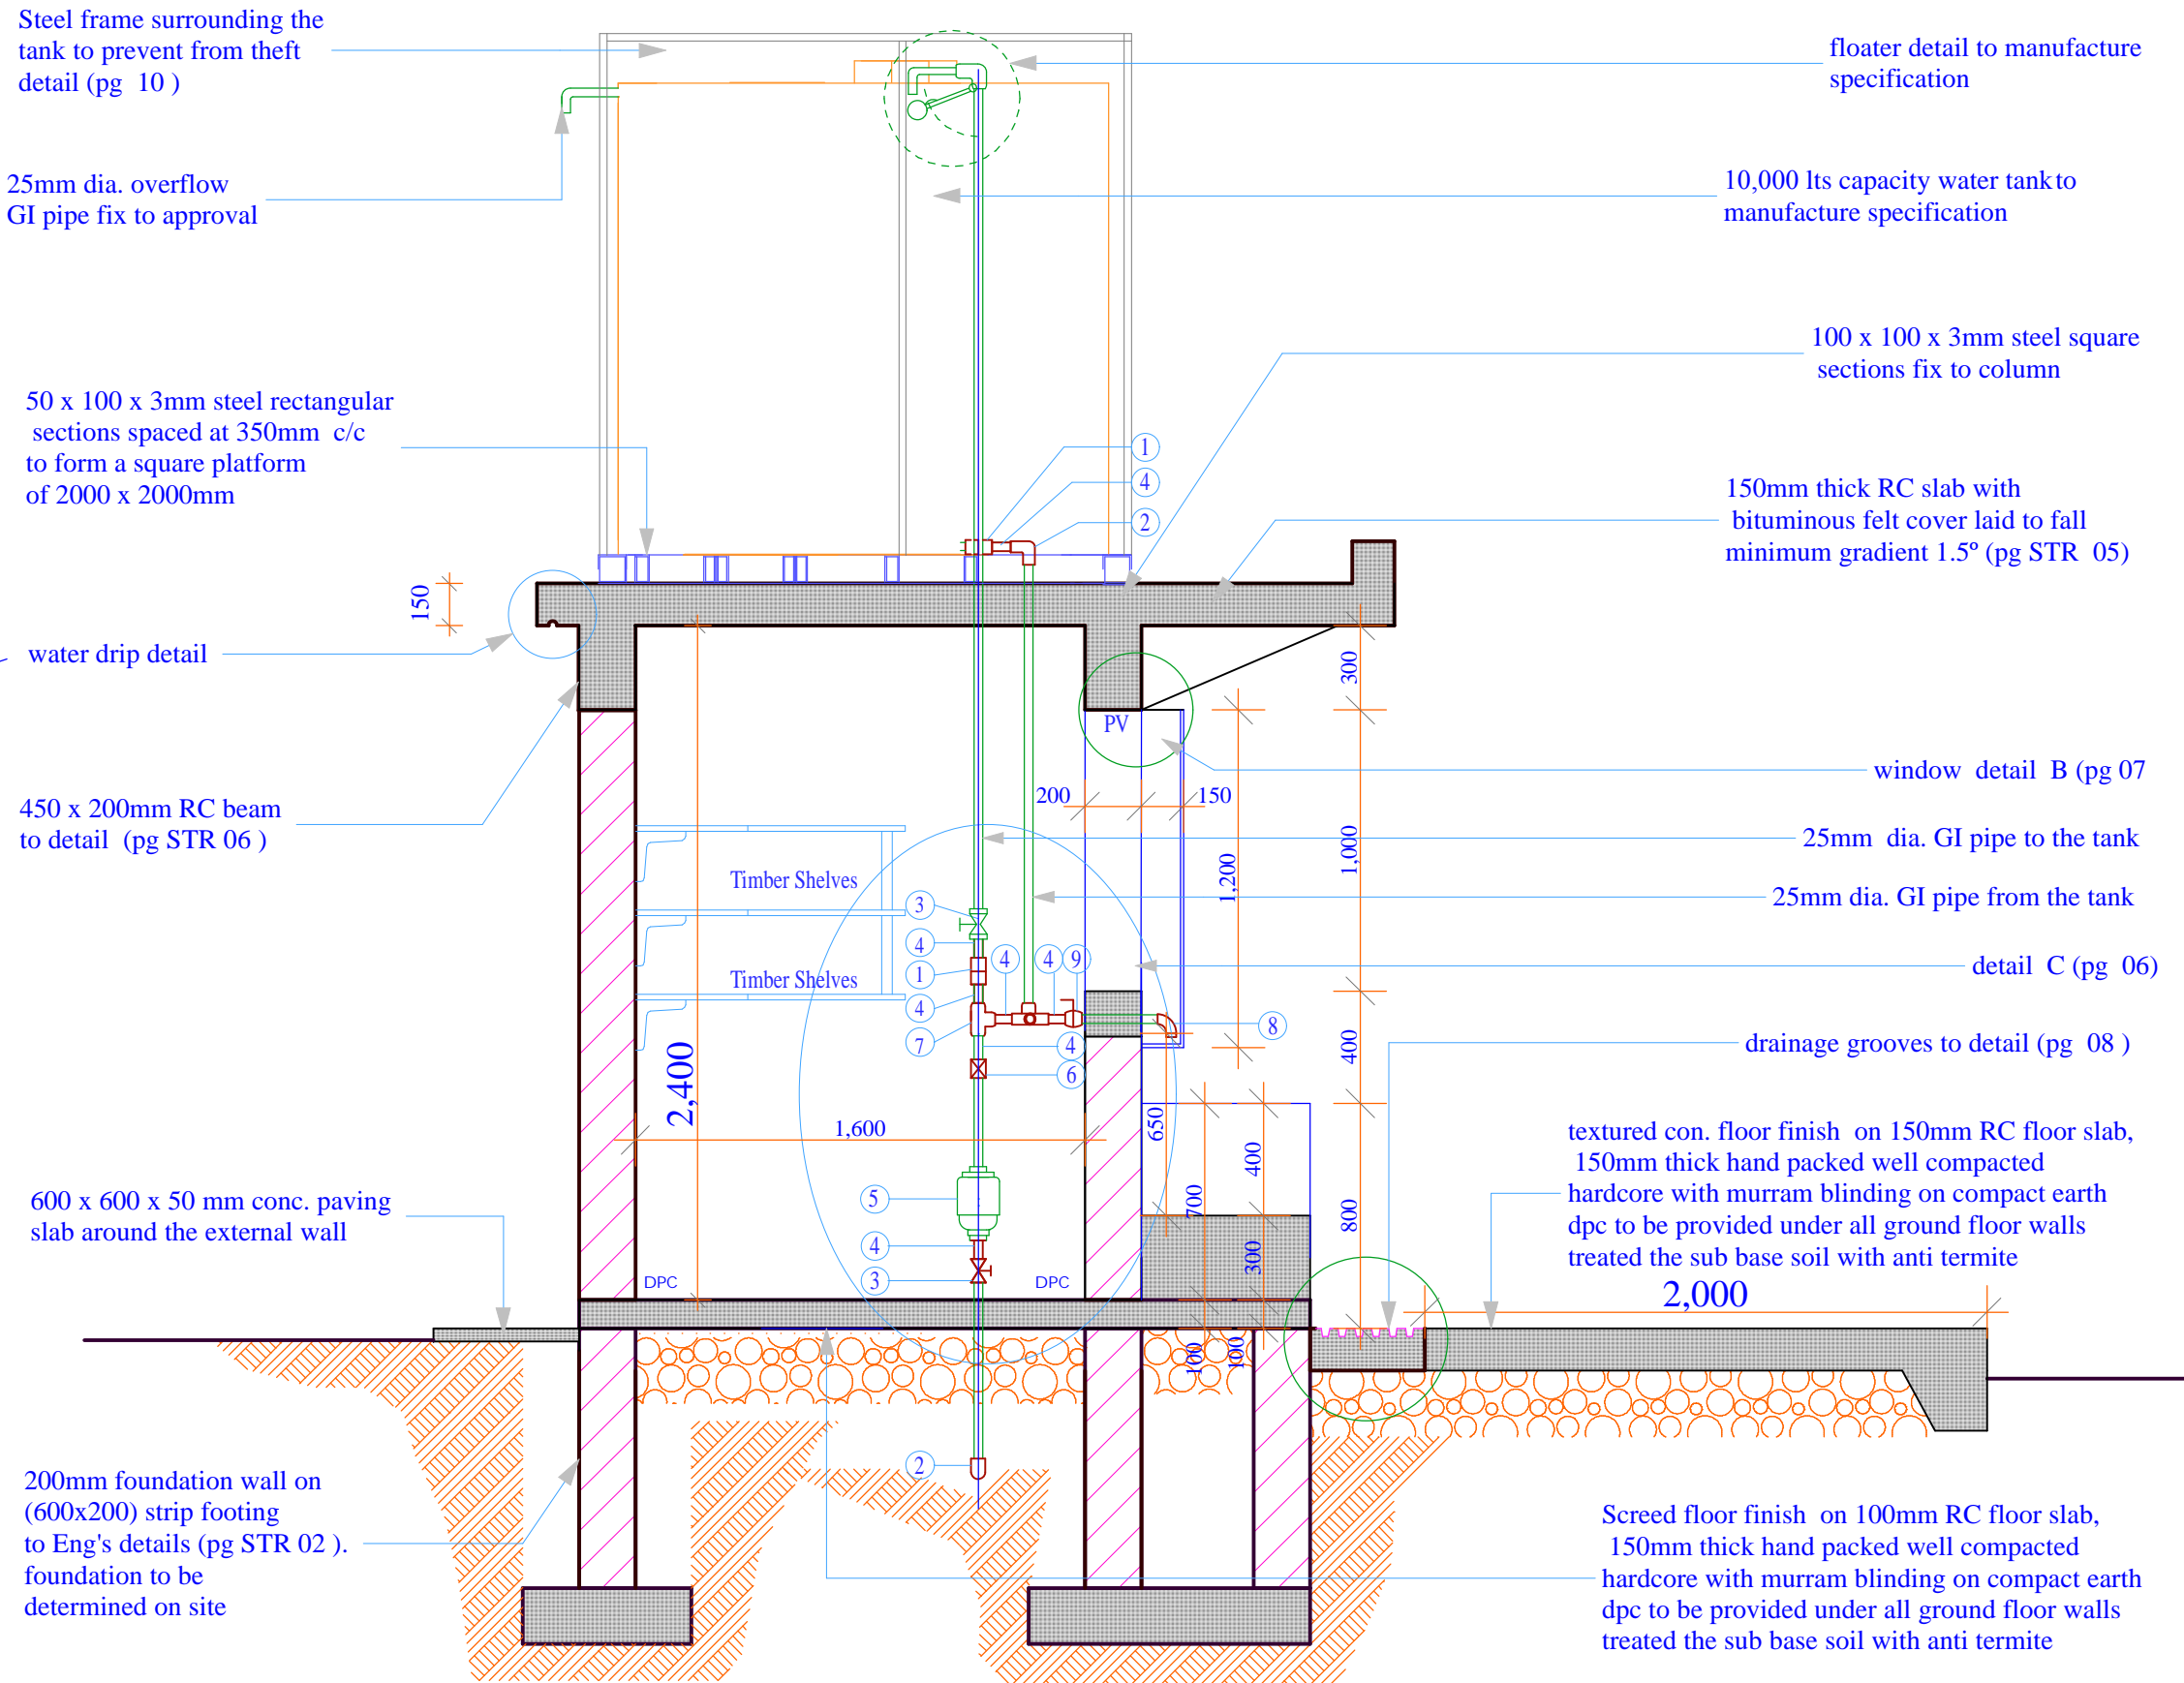 Steel frame surrounding the
tank to prevent from theft
detail (pg 10 )
floater detail to manufacture
specification
25mm dia. overflow
GI pipe fix to approval
10,000 lts capacity water tank to
manufacture specification
100 x 100 x 3mm steel square
sections fix to column
50 x 100 x 3mm steel rectangular
sections spaced at 350mm c/c
to form a square platform
of 2000 x 2000mm
1
4
2
150mm thick RC slab with
bituminous felt cover laid to fall
minimum gradient 1.5º (pg STR 05)
150
water drip detail
300
PV
window detail B (pg 07
450 x 200mm RC beam
to detail (pg STR 06 )
200
150
1,200
1,000
25mm dia. GI pipe to the tank
Timber Shelves
25mm dia. GI pipe from the tank
3
4
1
4
4
9
detail C (pg 06)
Timber Shelves
4
7
8
4
6
400
drainage grooves to detail (pg 08 )
2,400
1,600
650
700
400
300
800
textured con. floor finish on 150mm RC floor slab,
150mm thick hand packed well compacted
hardcore with murram blinding on compact earth
dpc to be provided under all ground floor walls
treated the sub base soil with anti termite
600 x 600 x 50 mm conc. paving
slab around the external wall
5
4
3
DPC
DPC
2,000
100
100
2
200mm foundation wall on
(600x200) strip footing
to Eng's details (pg STR 02 ).
foundation to be
determined on site
Screed floor finish on 100mm RC floor slab,
150mm thick hand packed well compacted
hardcore with murram blinding on compact earth
dpc to be provided under all ground floor walls
treated the sub base soil with anti termite